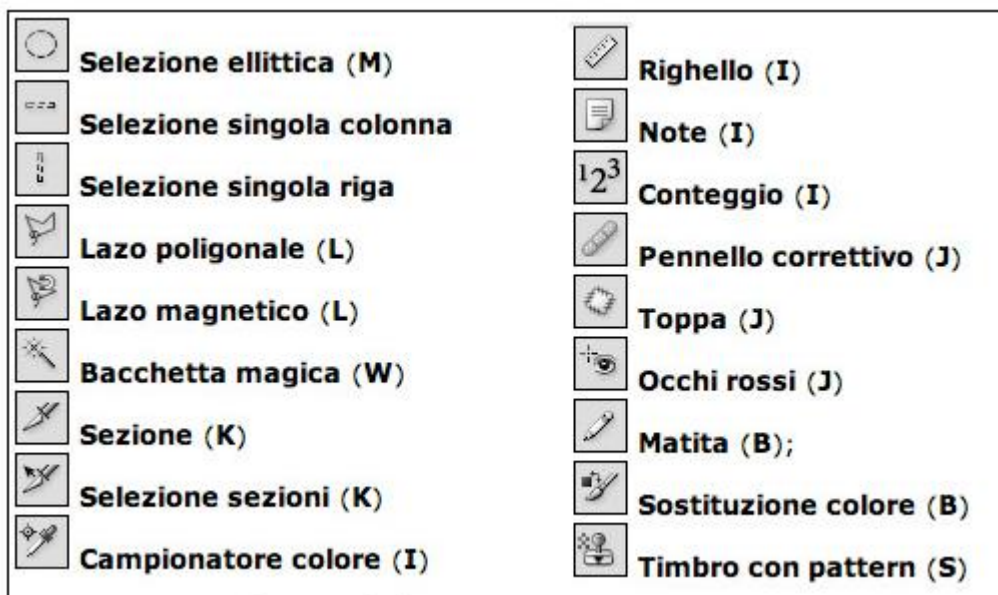 Selezione ellittica (M)
Selezione singola colonna
Selezione singola riga
Lazo poligonale (L)
Lazo magnetico (L)
Bacchetta magica (W)
Sezione (K)
Selezione sezioni (K)
Campionatore colore (I)
Righello (I)
Note (I)
123 Conteggio (I)
Pennello correttivo (J)
Toppa (J)
Occhi rossi (J)
Matita (B);
Sostituzione colore (B)
Timbro con pattern (S)